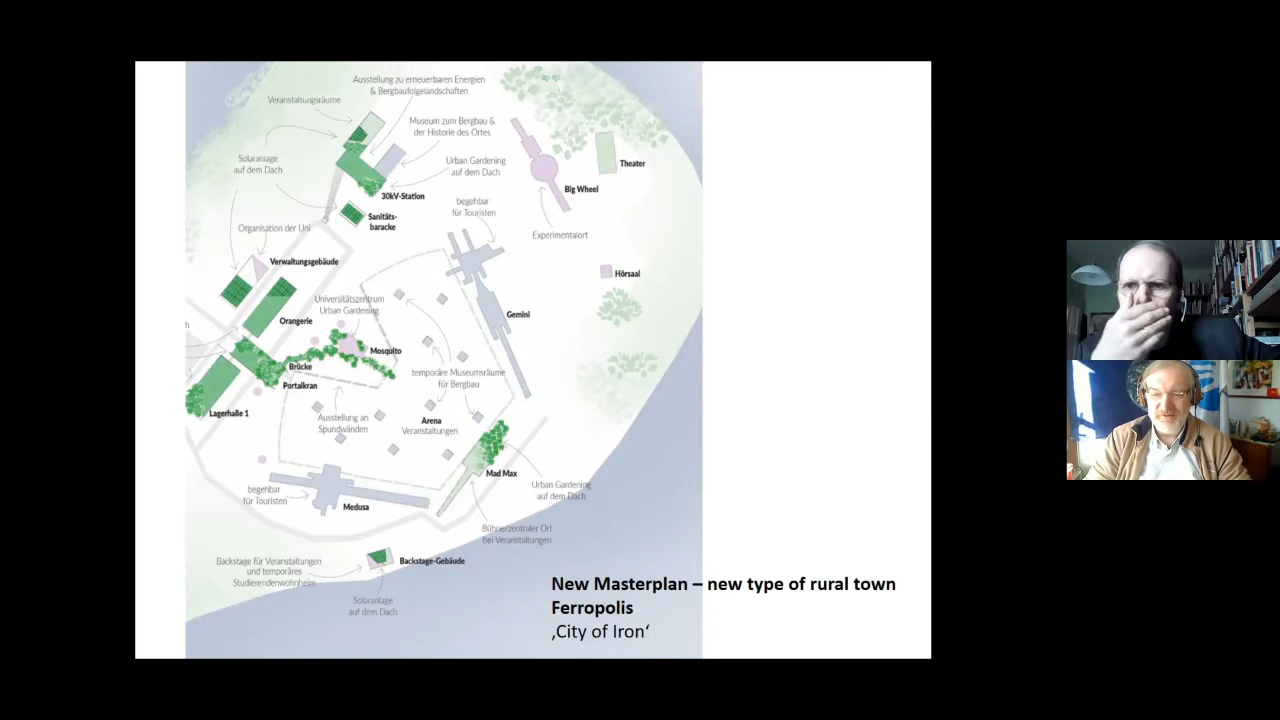 Ausstellung zu erneuerbaren Energien
& Bergbaufolgelandschaften
Veranstaltungsräume
Museum zum Bergbau &
der Historie des Ortes
Solaranlage
auf dem Dach
Urban Gardening
auf dem Dach
Theater
Big Wheel
30kV-Station
begehbar
für Touristen
Sanitäts-
baracke
Organisation der Uni
Experimentalort
Verwaltungsgebäude
Hörsaal
Universitätszentrum
Urban Gardening
Gemini
Orangerie
Mosquito
Brücke
temporäre Museumsräume
für Bergbau
Portalkran
Lagerhalle 1
Ausstellung an
Spundwänden
Arena
Veranstaltungen
Mad Max
Urban Gardening
auf dem Dach
begehbar
für Touristen
Medusa
Bühne/zentraler Ort
bei Veranstaltungen
Backstage für Veranstaltungen
und temporäres
Studierendenwohnheim
Backstage-Gebäude
Solaranlage
auf dem Dach
New Masterplan – new type of rural town
Ferropolis
‚City of Iron‘